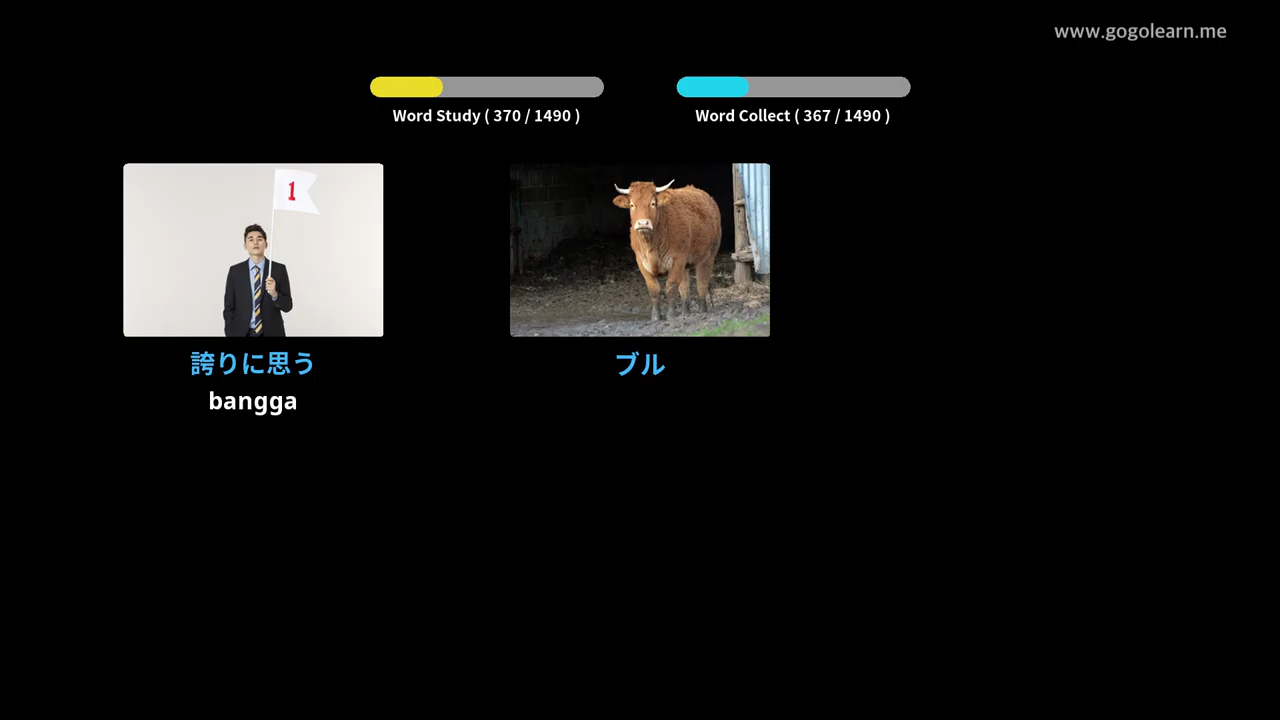 www.gogolearn.me
Word Study ( 370 / 1490 )
Word Collect ( 367 / 1490 )
1
誇りに思う
bangga
ブル